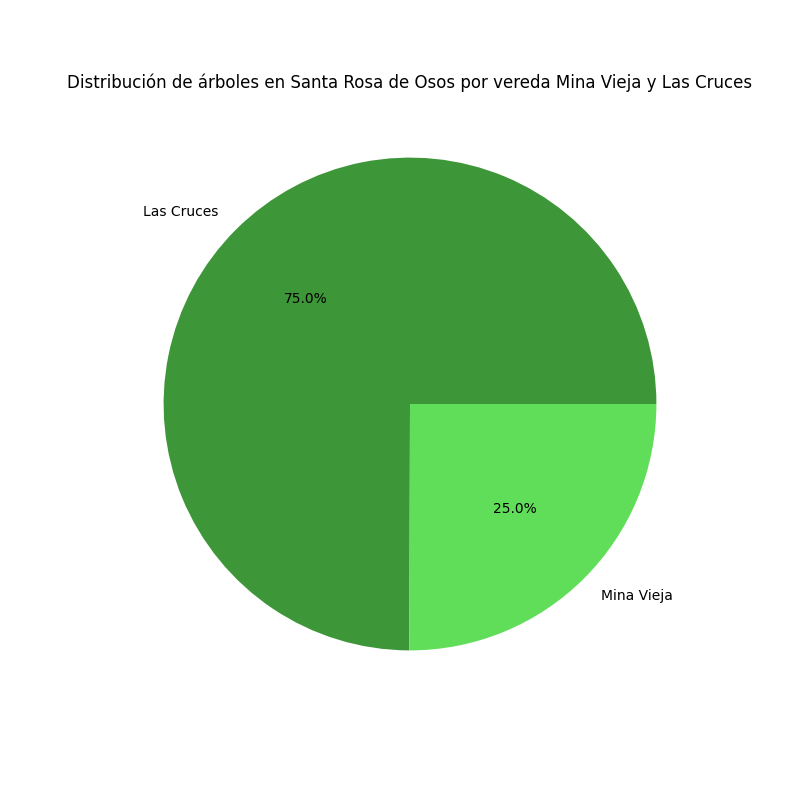 Distribución de árboles en Santa Rosa de Osos por vereda Mina Vieja y Las Cruces
Las Cruces
75.0%
25.0%
Mina Vieja